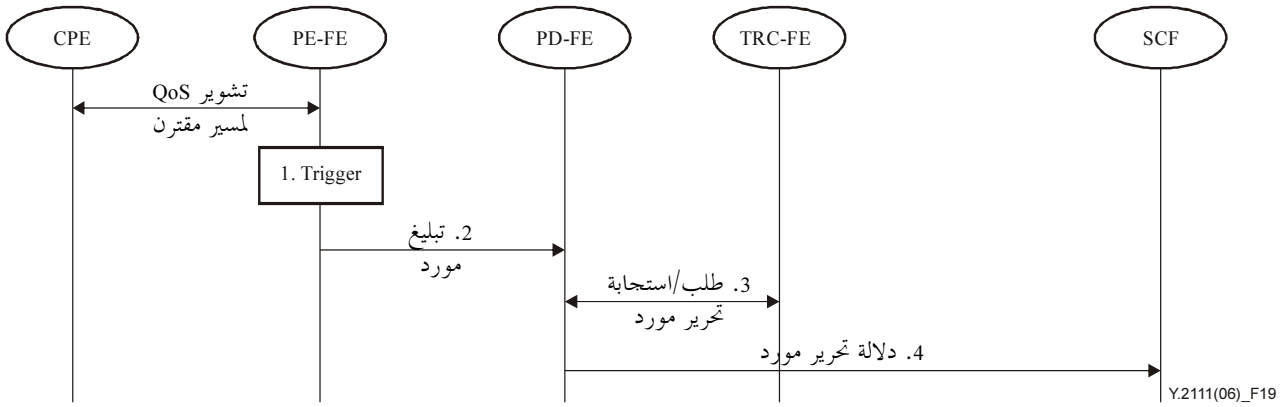 CPE
PE-FE
PD-FE
TRC-FE
SCF
تشوير QoS
لمسير مقترن
1. Trigger
2. تبليغ
مورد
3. طلب/استجابة
تحرير مورد
4. دلالة تحرير مورد
Y.2111(06)_F19